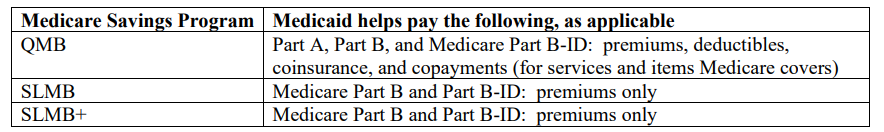 Medicare Savings Program Medicaid helps pay the following, as applicable
QMB Part A, Part B, and Medicare Part B-ID:  premiums, deductibles,
coinsurance, and copayments (for services and items Medicare covers)
SLMB Medicare Part B and Part B-ID:  premiums only
SLMB+ Medicare Part B and Part B-ID:  premiums only